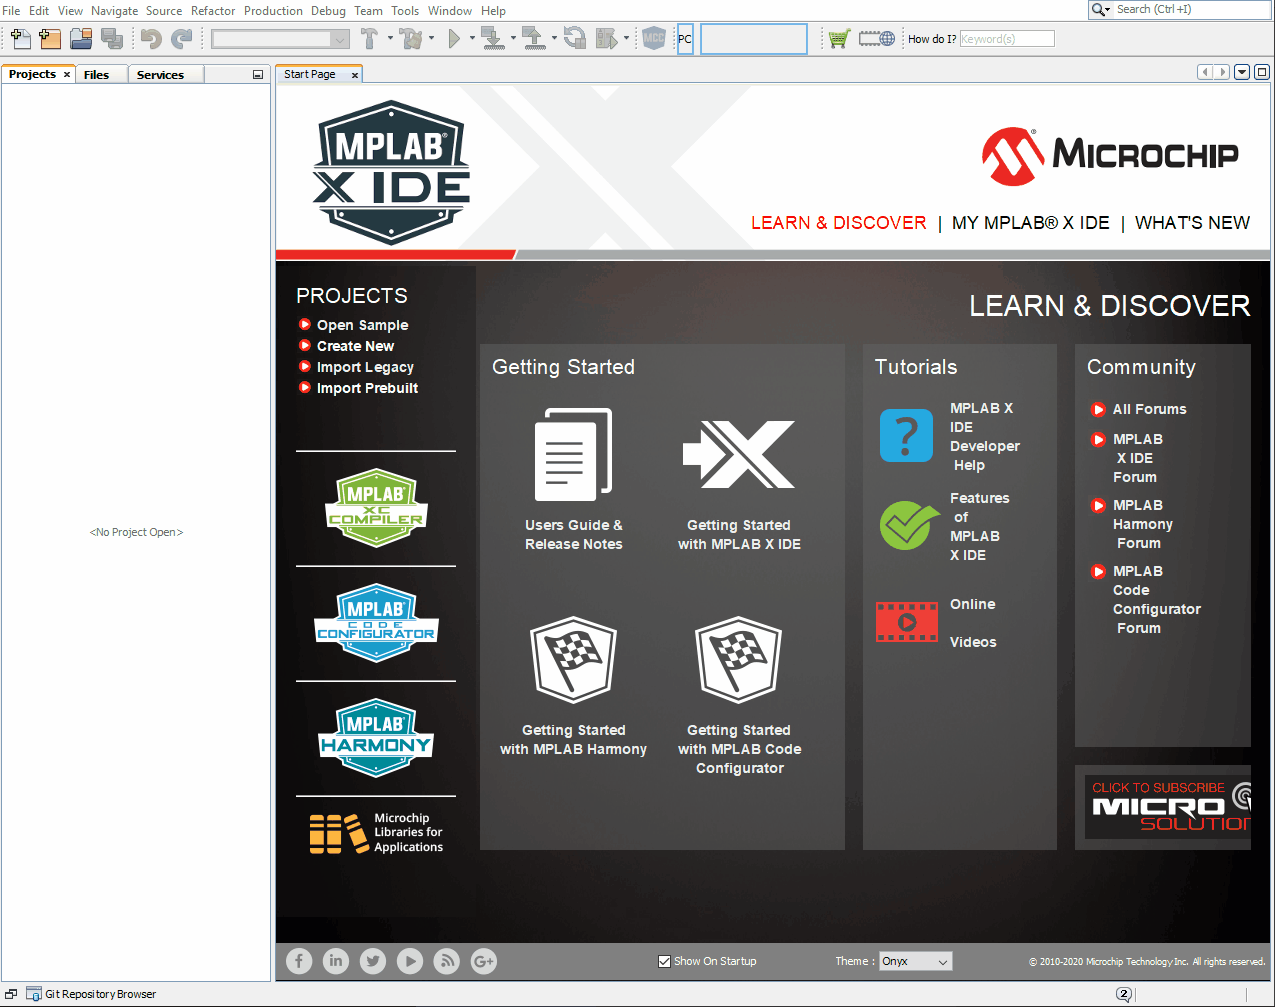 File Edit View Navigate Source Refactor Production Debug Team Tools Window Help
Search (Ctrl+I)
MCC
PC
How do I? Keyword(s)
Projects × Files Services
Start Page ×
<No Project Open>
MPLAB®
X IDE
MICROCHIP
LEARN & DISCOVER | MY MPLAB® X IDE | WHAT'S NEW
PROJECTS
Open Sample
Create New
Import Legacy
Import Prebuilt
MPLAB®
XC
COMPILER
MPLAB®
CODE
CONFIGURATOR
MPLAB®
HARMONY
Microchip
Libraries for
Applications
LEARN & DISCOVER
Getting Started
Users Guide &
Release Notes
Getting Started
with MPLAB X IDE
Getting Started
with MPLAB Harmony
Getting Started
with MPLAB Code
Configurator
Tutorials
?
MPLAB X
IDE
Developer
Help
Features
of
MPLAB
X IDE
Online
Videos
Community
All Forums
MPLAB
X IDE
Forum
MPLAB
Harmony
Forum
MPLAB
Code
Configurator
Forum
CLICK TO SUBSCRIBE
MICRO
SOLUTION
f in G+
Show On Startup
Theme : Onyx
© 2010-2020 Microchip Technology Inc. All rights reserved.
Git Repository Browser
2